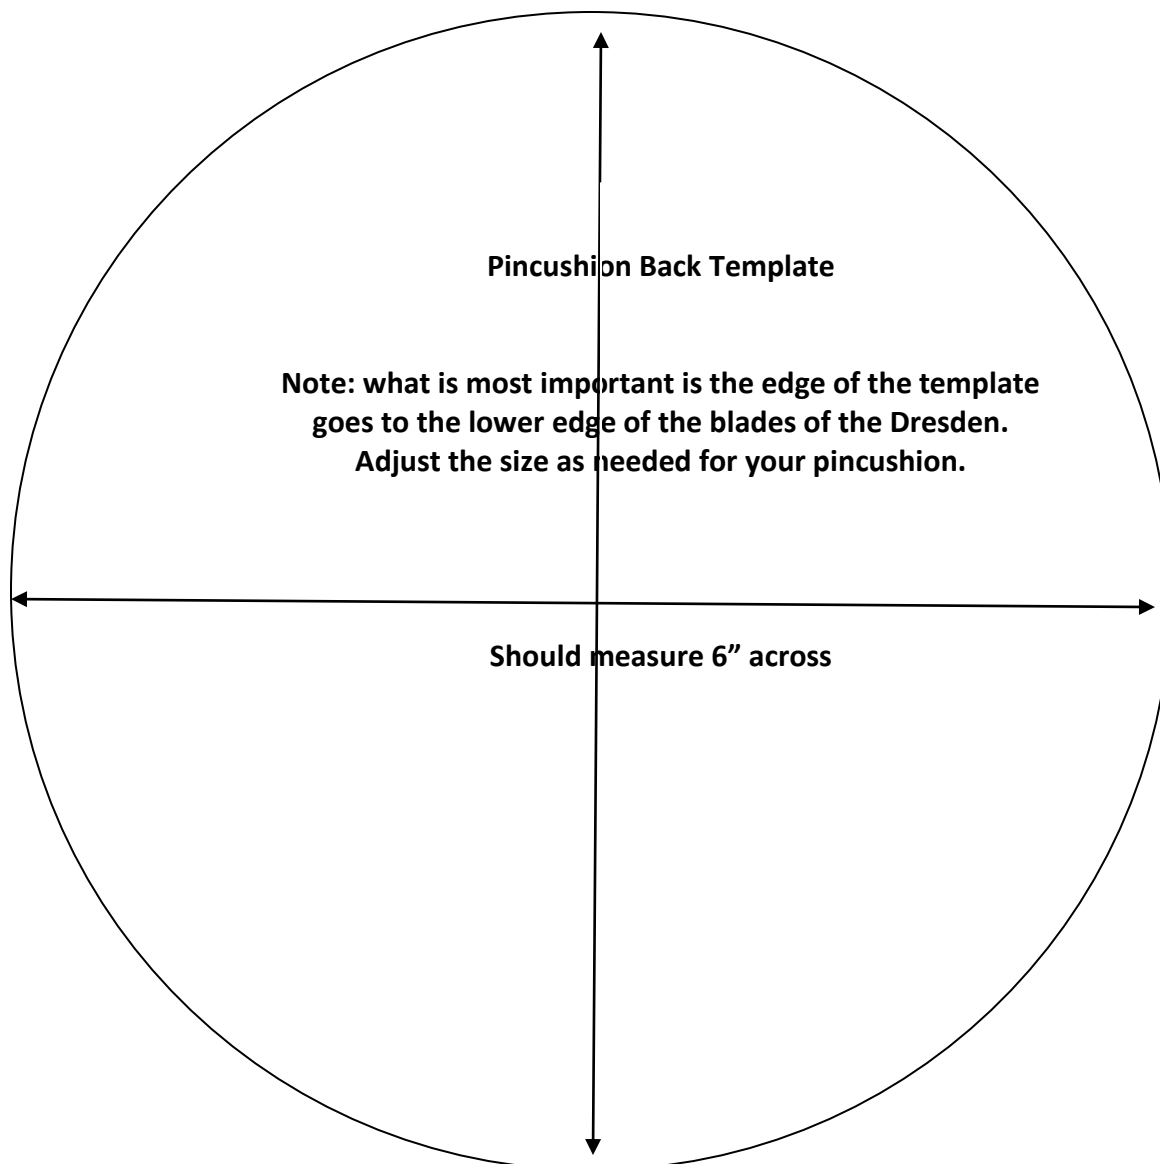 Pincushion Back Template
Note: what is most important is the edge of the template
goes to the lower edge of the blades of the Dresden.
Adjust the size as needed for your pincushion.
Should measure 6” across